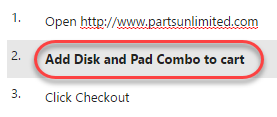 1. Open http://www.partsunlimited.com
2. Add Disk and Pad Combo to cart
3. Click Checkout